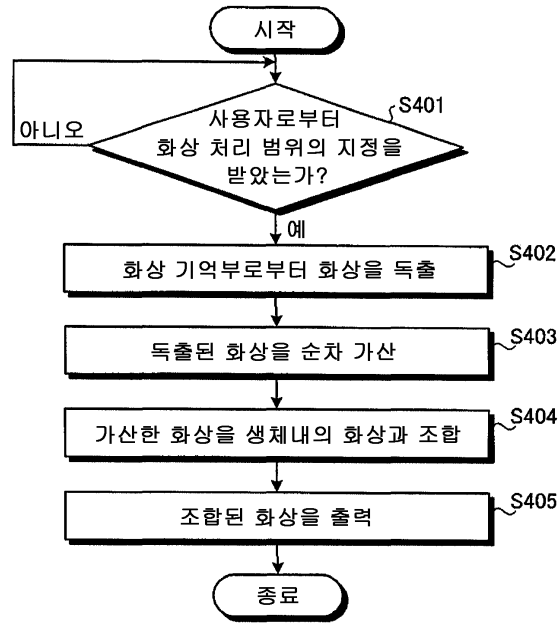 시작
S401
사용자로부터
화상 처리 범위의 지정을
받았는가?
아니오
예
S402
화상 기억부로부터 화상을 독출
S403
독출된 화상을 순차 가산
S404
가산한 화상을 생체내의 화상과 조합
S405
조합된 화상을 출력
종료